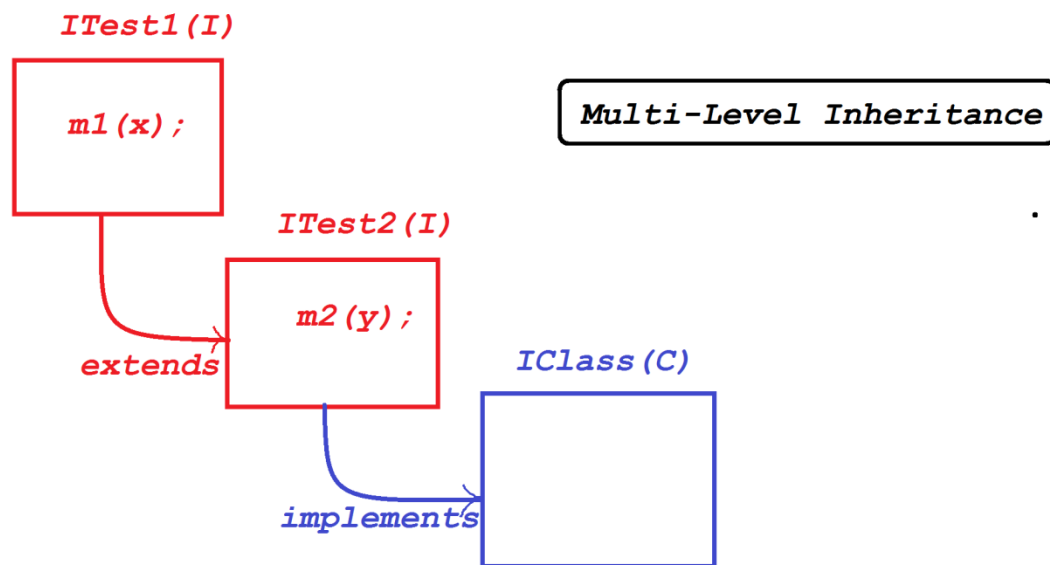 ITest1(I)
m1(x);
Multi-Level Inheritance
ITest2(I)
m2(y);
extends
IClass(C)
implements